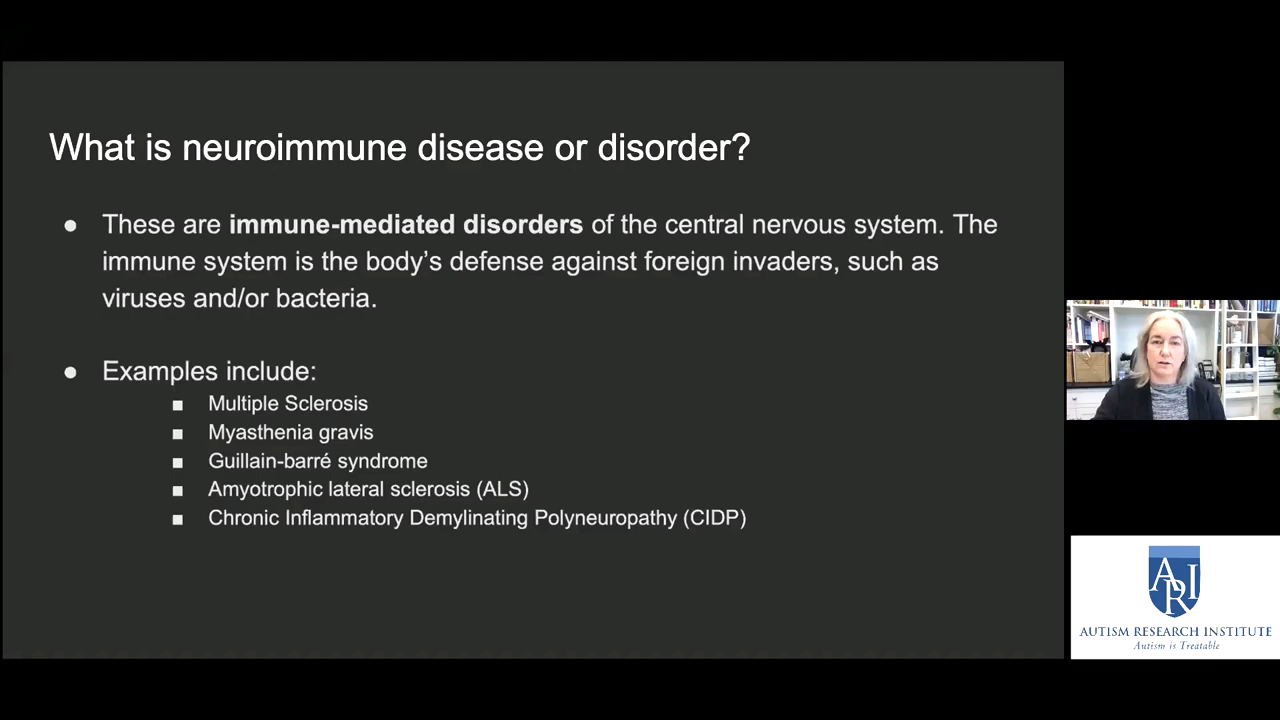 What is neuroimmune disease or disorder?
● These are immune-mediated disorders of the central nervous system. The
immune system is the body’s defense against foreign invaders, such as
viruses and/or bacteria.
● Examples include:
■ Multiple Sclerosis
■ Myasthenia gravis
■ Guillain-barré syndrome
■ Amyotrophic lateral sclerosis (ALS)
■ Chronic Inflammatory Demylinating Polyneuropathy (CIDP)
ARI
AUTISM RESEARCH INSTITUTE
Autism is Treatable